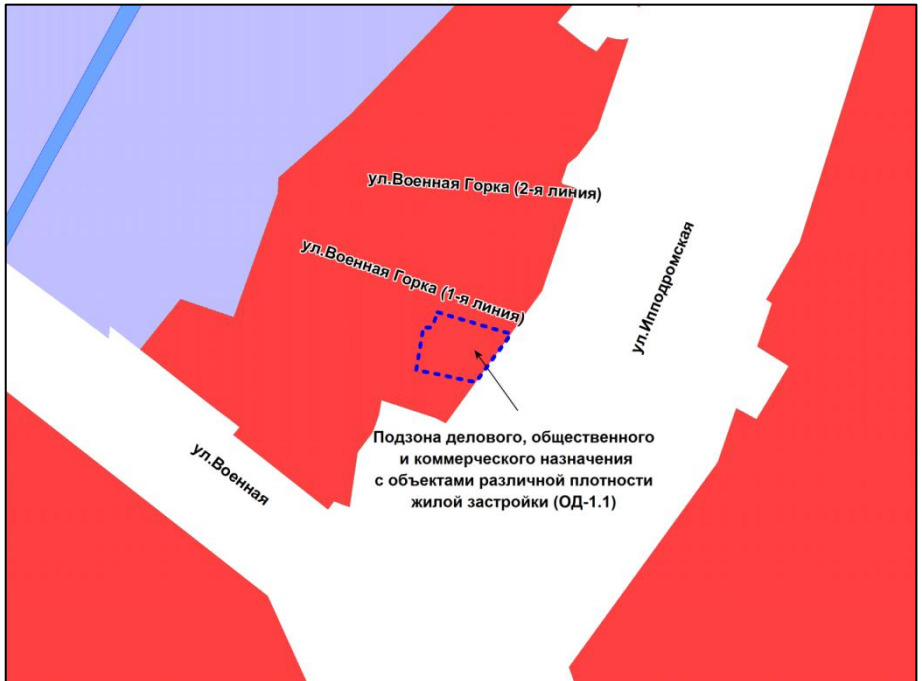 ул.Военная Горка (2-я линия)
ул.Военная Горка (1-я линия)
ул.Ипподромская
Подзона делового, общественного
и коммерческого назначения
с объектами различной плотности
жилой застройки (ОД-1.1)
ул.Военная